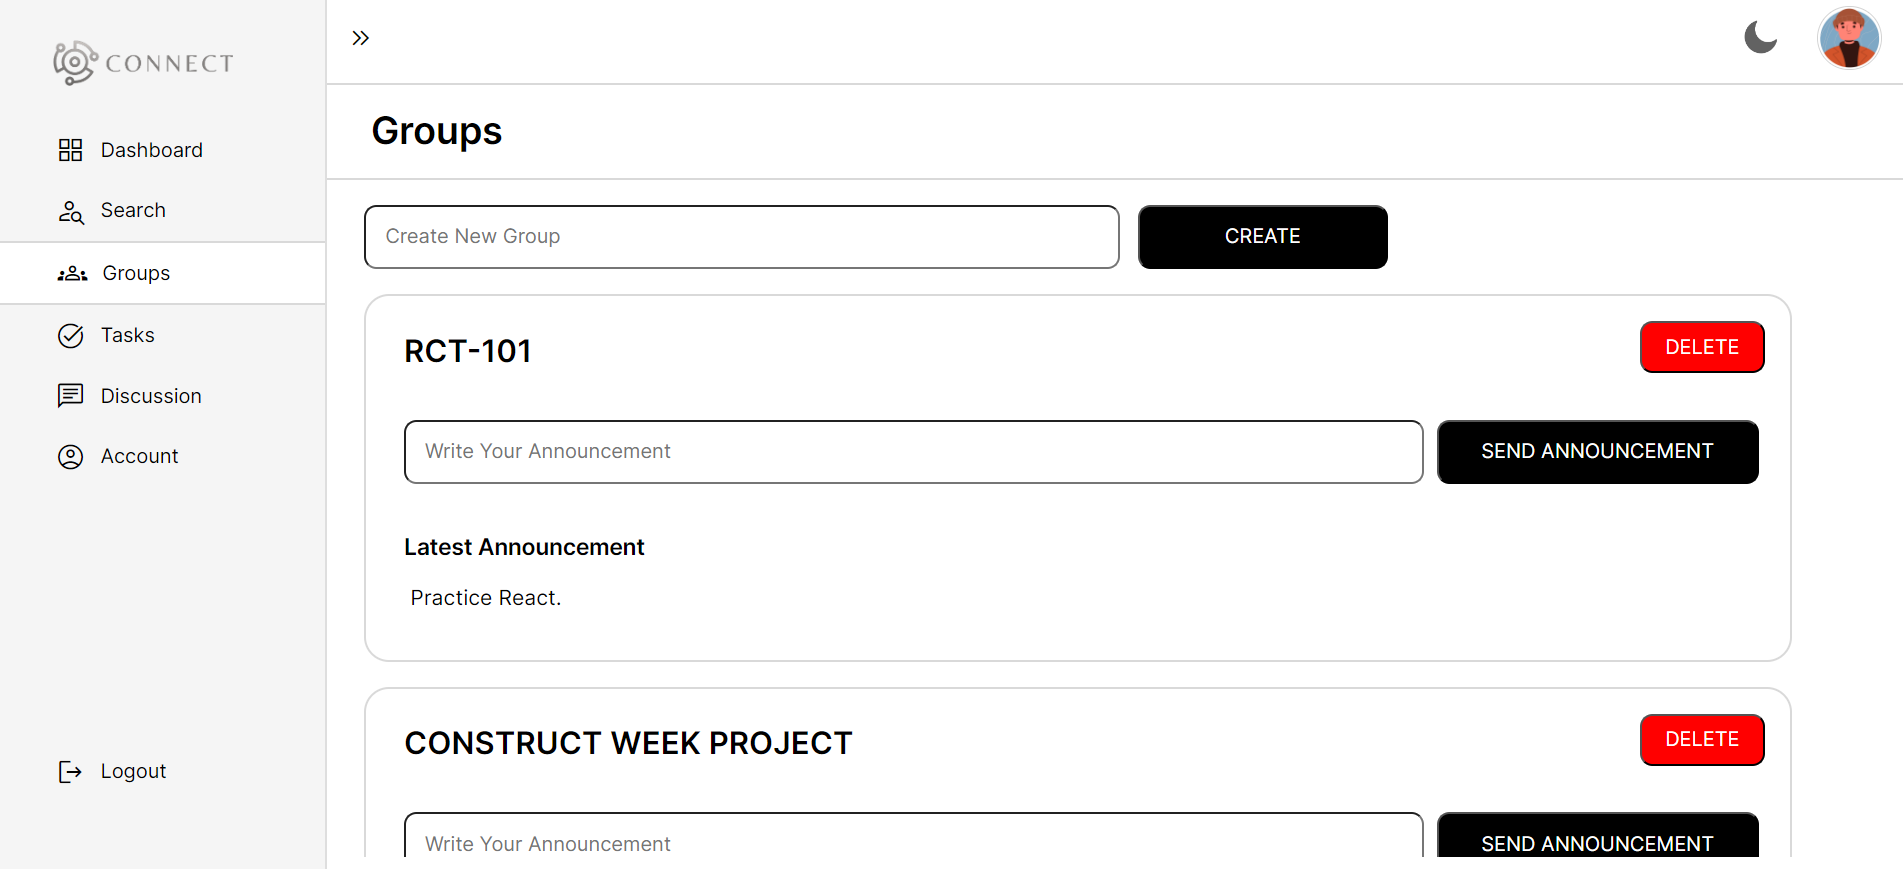 CONNECT
Dashboard
Search
Groups
Tasks
Discussion
Account
Logout
Groups
Create New Group
CREATE
RCT-101
DELETE
Write Your Announcement
SEND ANNOUNCEMENT
Latest Announcement
Practice React.
CONSTRUCT WEEK PROJECT
DELETE
Write Your Announcement
SEND ANNOUNCEMENT